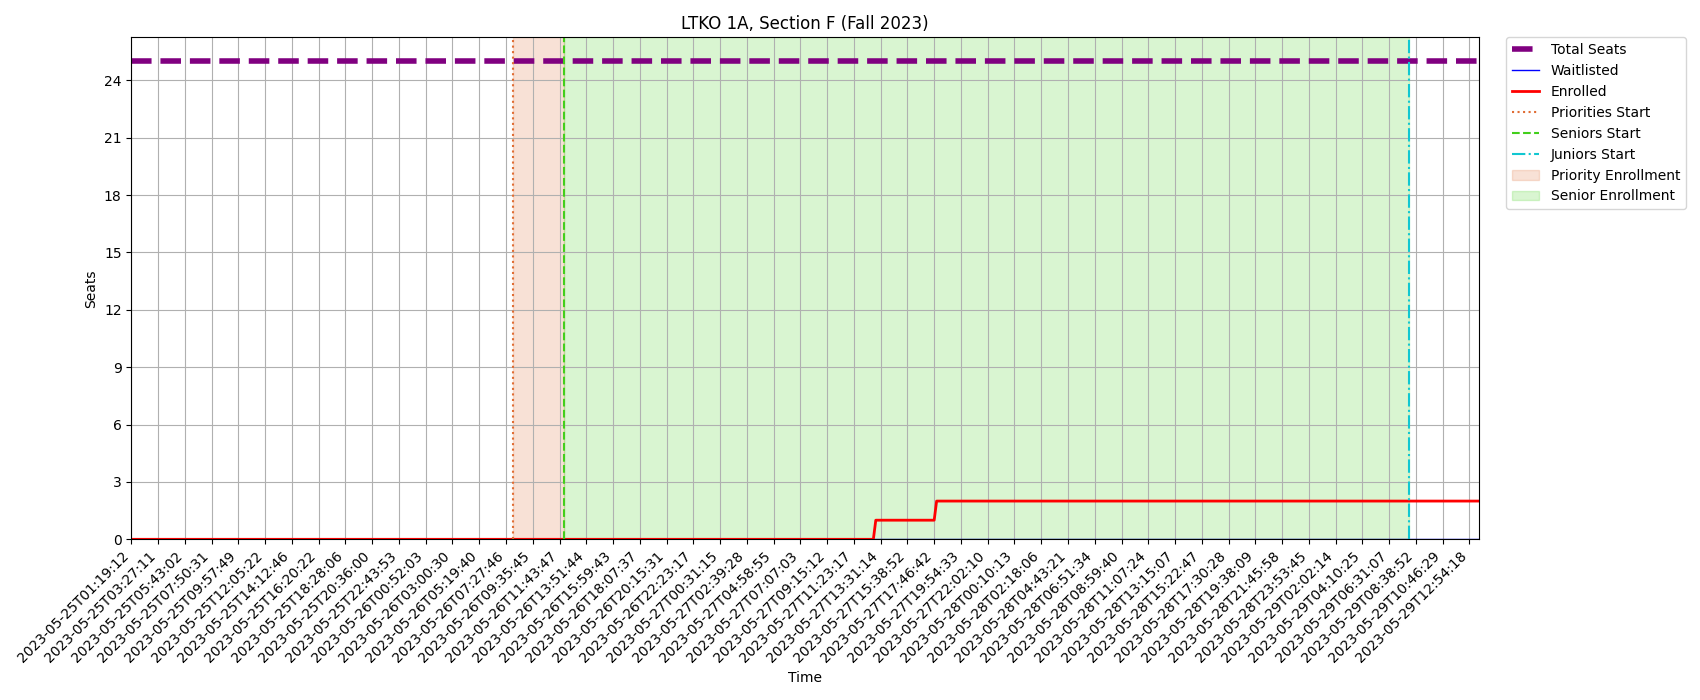 LTKO 1A, Section F (Fall 2023)
Total Seats
Waitlisted
Enrolled
Priorities Start
Seniors Start
Juniors Start
Priority Enrollment
Senior Enrollment
Seats
24
21
18
15
12
9
6
3
0
2023-05-25T01:19:12
2023-05-25T03:27:11
2023-05-25T05:43:02
2023-05-25T07:50:31
2023-05-25T09:57:49
2023-05-25T12:05:22
2023-05-25T14:12:46
2023-05-25T16:20:22
2023-05-25T18:28:06
2023-05-25T20:36:00
2023-05-25T22:43:53
2023-05-26T00:52:03
2023-05-26T03:00:30
2023-05-26T05:19:40
2023-05-26T07:27:46
2023-05-26T09:35:45
2023-05-26T11:43:47
2023-05-26T13:51:44
2023-05-26T15:59:43
2023-05-26T18:07:37
2023-05-26T20:15:31
2023-05-26T22:23:17
2023-05-27T00:31:15
2023-05-27T02:39:28
2023-05-27T04:58:55
2023-05-27T07:07:03
2023-05-27T09:15:12
2023-05-27T11:23:17
2023-05-27T13:31:14
2023-05-27T15:38:52
2023-05-27T17:46:42
2023-05-27T19:54:33
2023-05-27T22:02:10
2023-05-28T00:10:13
2023-05-28T02:18:06
2023-05-28T04:43:21
2023-05-28T06:51:34
2023-05-28T08:59:40
2023-05-28T11:07:24
2023-05-28T13:15:07
2023-05-28T15:22:47
2023-05-28T17:30:28
2023-05-28T19:38:09
2023-05-28T21:45:58
2023-05-28T23:53:45
2023-05-29T02:02:14
2023-05-29T04:10:25
2023-05-29T06:31:07
2023-05-29T08:38:52
2023-05-29T10:46:29
2023-05-29T12:54:18
Time